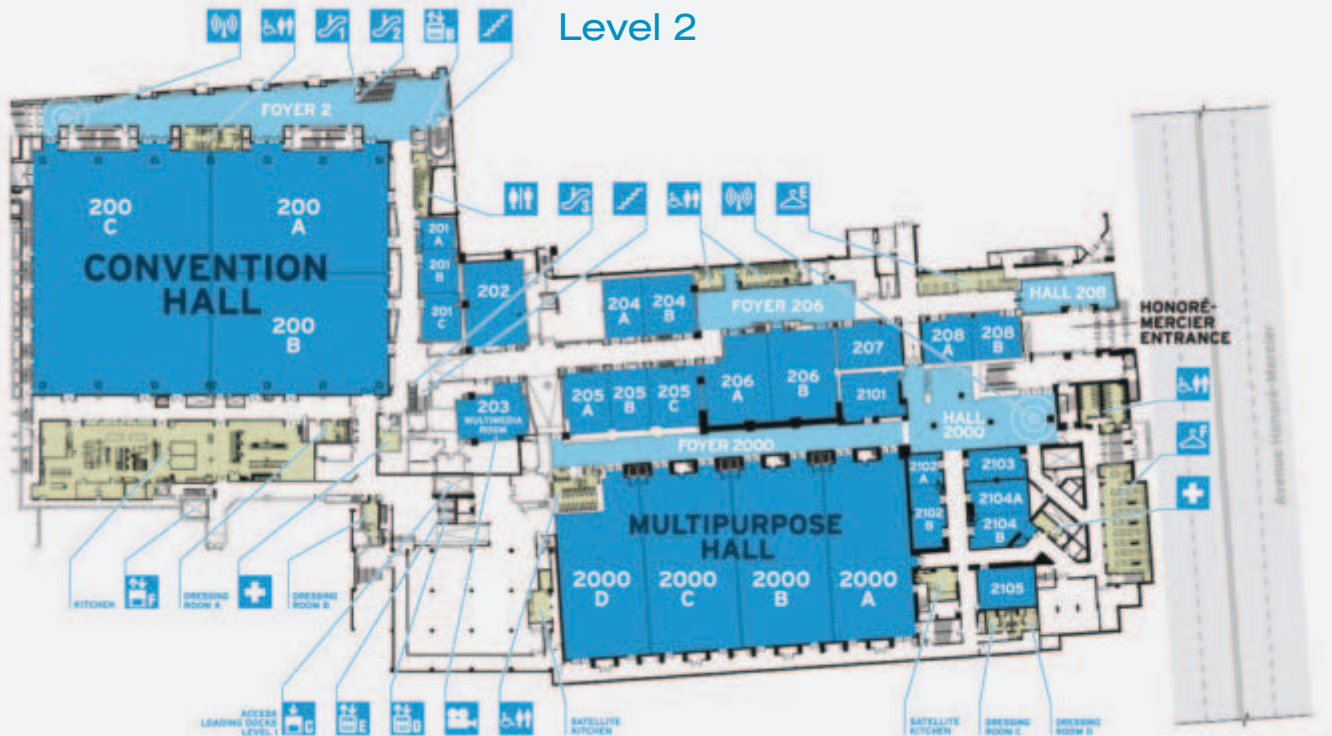 Level 2
1
2
B
FOYER 2
200
C
200
A
CONVENTION
HALL
200
B
201
A
201
B
201
C
202
3
E
204
A
204
B
FOYER 206
HALL 208
HONORÉ-
MERCIER
ENTRANCE
Avenue Honoré-Mercier
207
208
A
208
B
206
A
206
B
2101
205
A
205
B
205
C
203
MULTIMEDIA
ROOM
HALL
2000
FOYER 2000
F
2102
A
2102
B
2103
2104A
2104
B
2105
MULTIPURPOSE
HALL
2000
D
2000
C
2000
B
2000
A
KITCHEN
F
DRESSING
ROOM A
DRESSING
ROOM B
ACCESS
LOADING DOCKS
LEVEL 1
C
E
D
SATELLITE
KITCHEN
SATELLITE
KITCHEN
DRESSING
ROOM C
DRESSING
ROOM D